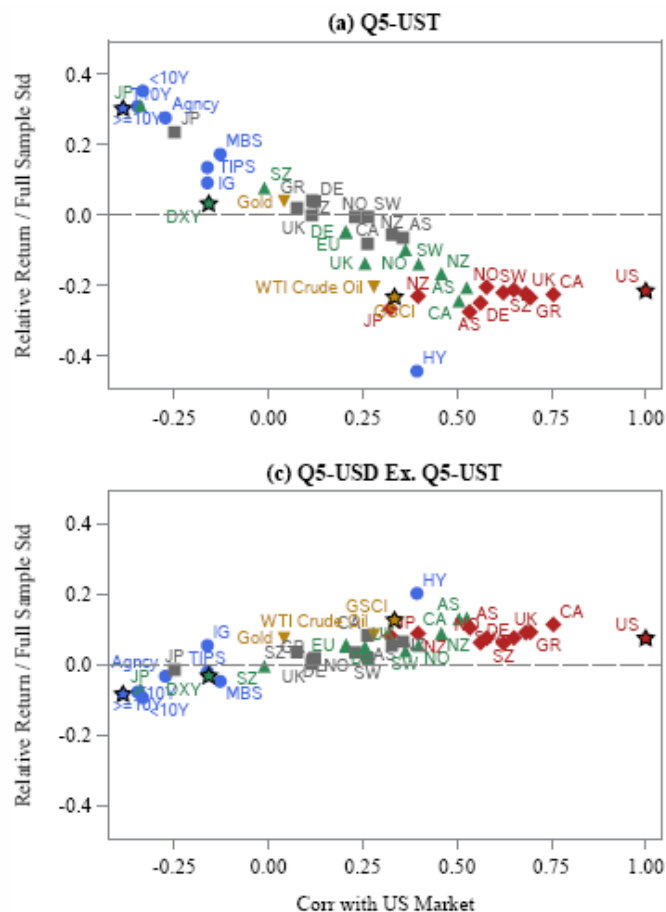 (a) Q5-UST
Relative Return / Full Sample Std
0.4
0.2
0.0
-0.2
-0.4
<10Y
JP
>=10Y
Agncy
JP
MBS
TIPS
IG
SZ
DXY
Gold
GR
DE
UK
NO
SW
CA
NZ
AS
DE
EU
UK
NO
SW
NZ
AS
CA
WTI Crude Oil
GSCI
NZ
JP
NO
SW
UK
CA
AS
DE
SZ
GR
US
HY
-0.25
0.00
0.25
0.50
0.75
1.00
(c) Q5-USD Ex. Q5-UST
Relative Return / Full Sample Std
0.4
0.2
0.0
-0.2
-0.4
HY
GSCI
AS
WTI Crude Oil
CA
AS
CA
US
IG
Gold
EU
UK
GR
DE
NZ
NZ
SZ
GR
Agncy
JP
TIPS
JP
DXY
SZ
UK
DE
NO
SW
AS
SW
NO
SZ
>=10Y
<10Y
MBS
-0.25
0.00
0.25
0.50
0.75
1.00
Corr with US Market